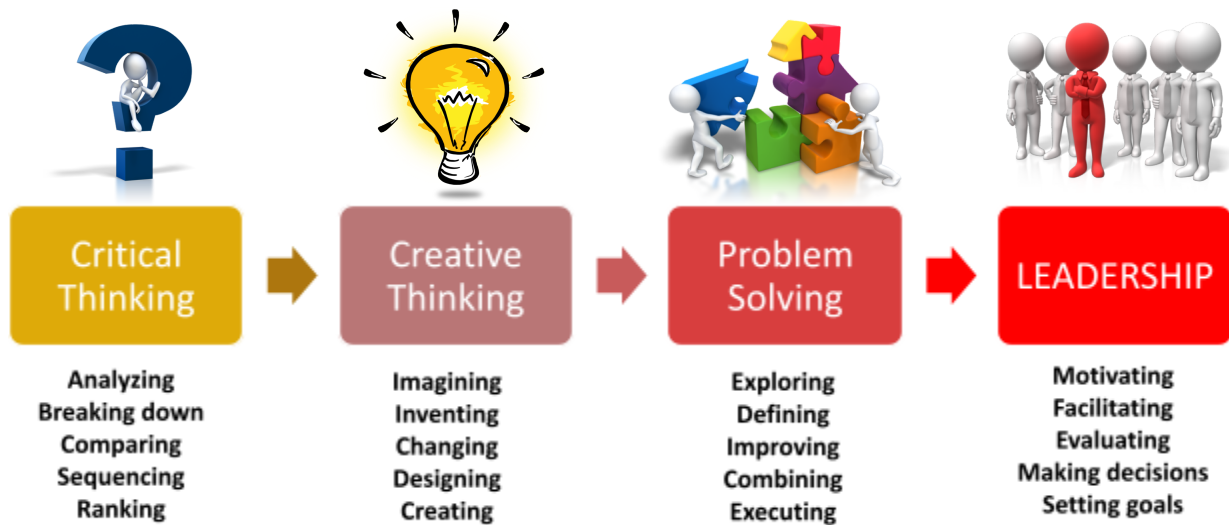 Critical
Thinking
Creative
Thinking
Problem
Solving
LEADERSHIP
Analyzing
Breaking down
Comparing
Sequencing
Ranking
Imagining
Inventing
Changing
Designing
Creating
Exploring
Defining
Improving
Combining
Executing
Motivating
Facilitating
Evaluating
Making decisions
Setting goals